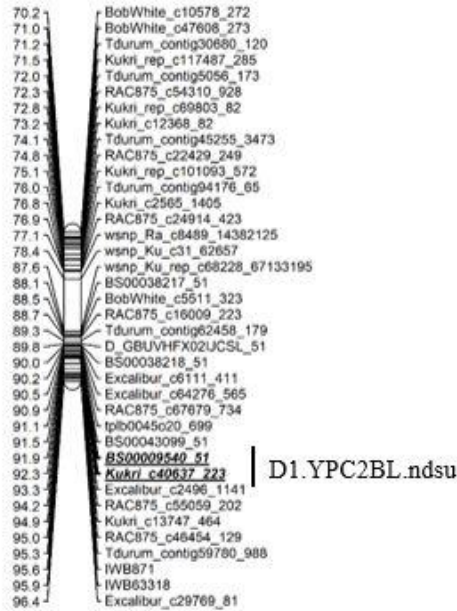 70.2 BobWhite_c10578_272
71.0 BobWhite_c47608_273
71.2 Tdurum_contig30680_120
71.5 Kukri_rep_c117487_285
72.0 Tdurum_contig5056_173
72.3 RAC875_c54310_928
72.8 Kukri_rep_c69803_82
73.2 Kukri_c12368_82
74.1 Tdurum_contig45255_3473
74.8 RAC875_c22429_249
75.1 Kukri_rep_c101093_572
76.0 Tdurum_contig94176_65
76.8 Kukri_c2565_1405
76.9 RAC875_c24914_423
77.1 wsnp_Ra_c8489_14382125
78.4 wsnp_Ku_c31_62657
87.6 wsnp_Ku_rep_c68228_67133195
88.1 BS00038217_51
88.5 BobWhite_c5511_323
88.7 RAC875_c16009_223
89.3 Tdurum_contig62458_179
89.8 D_GBUVHFX02IJCSL_51
90.0 BS00038218_51
90.2 Excalibur_c6111_411
90.5 Excalibur_c64276_565
90.9 RAC875_c67679_734
91.1 tplb0045o20_699
91.5 BS00043099_51
91.9 BS00009540_51
92.3 Kukri_c40637_223
D1.YPC2BL.ndsu
93.3 Excalibur_c2496_1141
94.2 RAC875_c55059_202
94.9 Kukri_c13747_464
95.0 RAC875_c46454_129
95.3 Tdurum_contig59780_988
95.6 IWB871
95.9 IWB63318
96.4 Excalibur_c29769_81